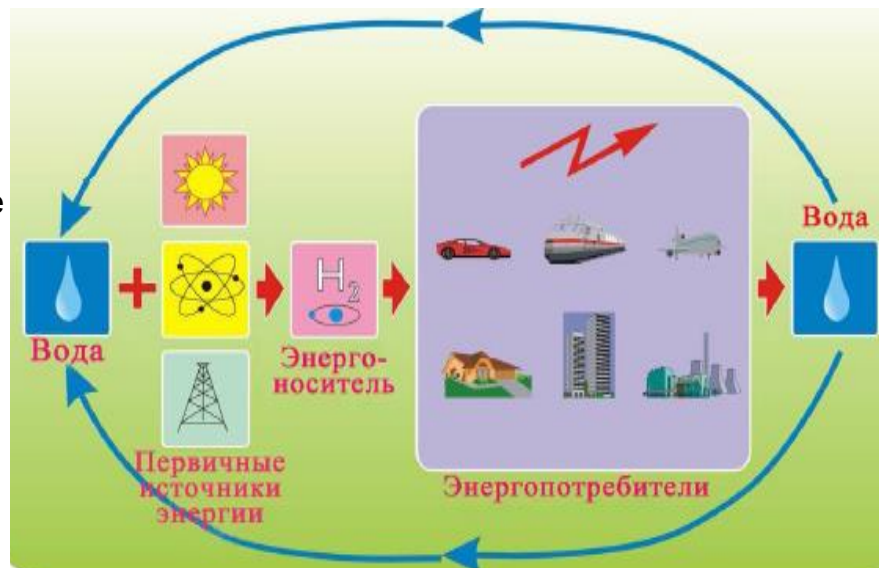 е
Вода
H2
Вода
Энерго-
носитель
Первичные
источники
энергии
Энергопотребители